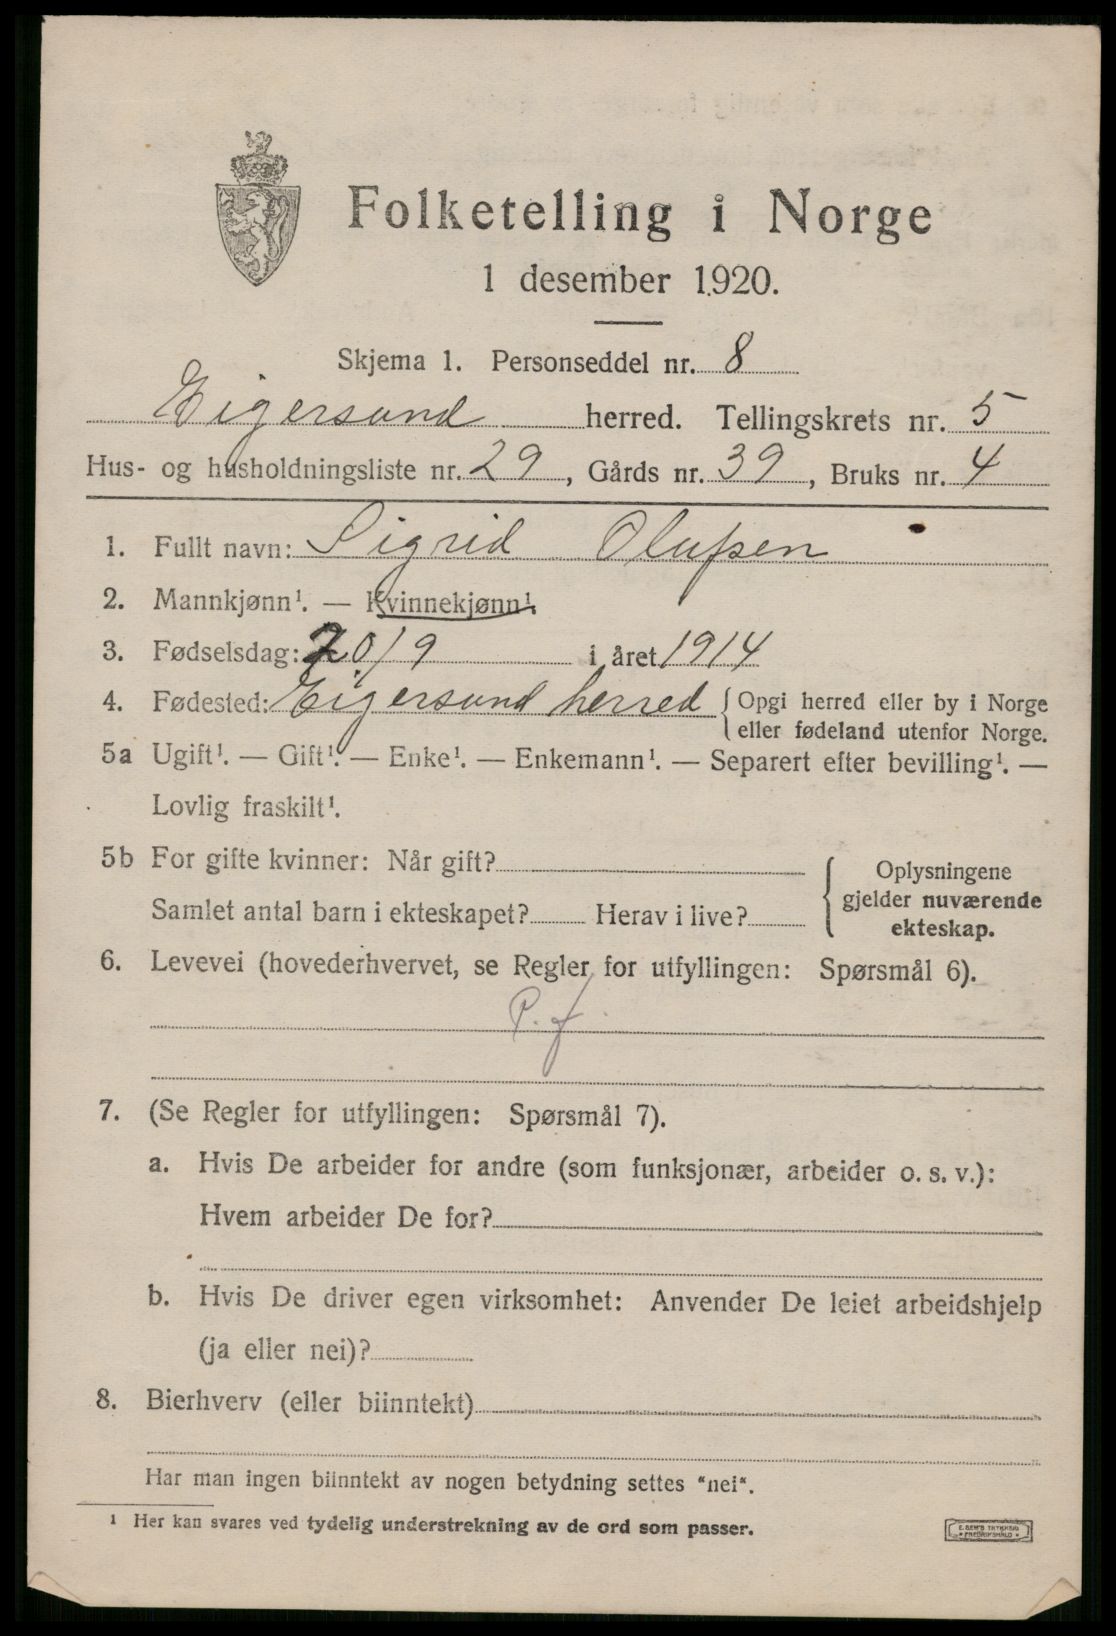 Folketelling i Norge
1 desember 1920.
Skjema 1. Personseddel nr. 8
Eigersund herred. Tellingskrets nr. 5
Hus- og husholdningsliste nr. 29, Gårds nr. 39, Bruks nr. 4
1. Fullt navn: Sigrid Olufsen
2. Mannkjønn¹. — Kvinnekjønn¹.
3. Fødselsdag: 20/9 i året 1914
4. Fødested: Eigersund herred { Opgi herred eller by i Norge
eller fødeland utenfor Norge.
5a Ugift¹. — Gift¹. — Enke¹. — Enkemann¹. — Separert efter bevilling¹. —
Lovlig fraskilt¹.
5b For gifte kvinner: Når gift?
Samlet antal barn i ekteskapet? Herav i live?
{ Oplysningene
gjelder nuværende
ekteskap.
6. Levevei (hovederhvervet, se Regler for utfyllingen: Spørsmål 6).
P. f
7. (Se Regler for utfyllingen: Spørsmål 7).
a. Hvis De arbeider for andre (som funksjonær, arbeider o. s. v.):
Hvem arbeider De for?
b. Hvis De driver egen virksomhet: Anvender De leiet arbeidshjelp
(ja eller nei)?
8. Bierhverv (eller biinntekt)
Har man ingen biinntekt av nogen betydning settes "nei".
¹ Her kan svares ved tydelig understrekning av de ord som passer.
E. SEM'S TRYKKERI
FREDRIKSHALD